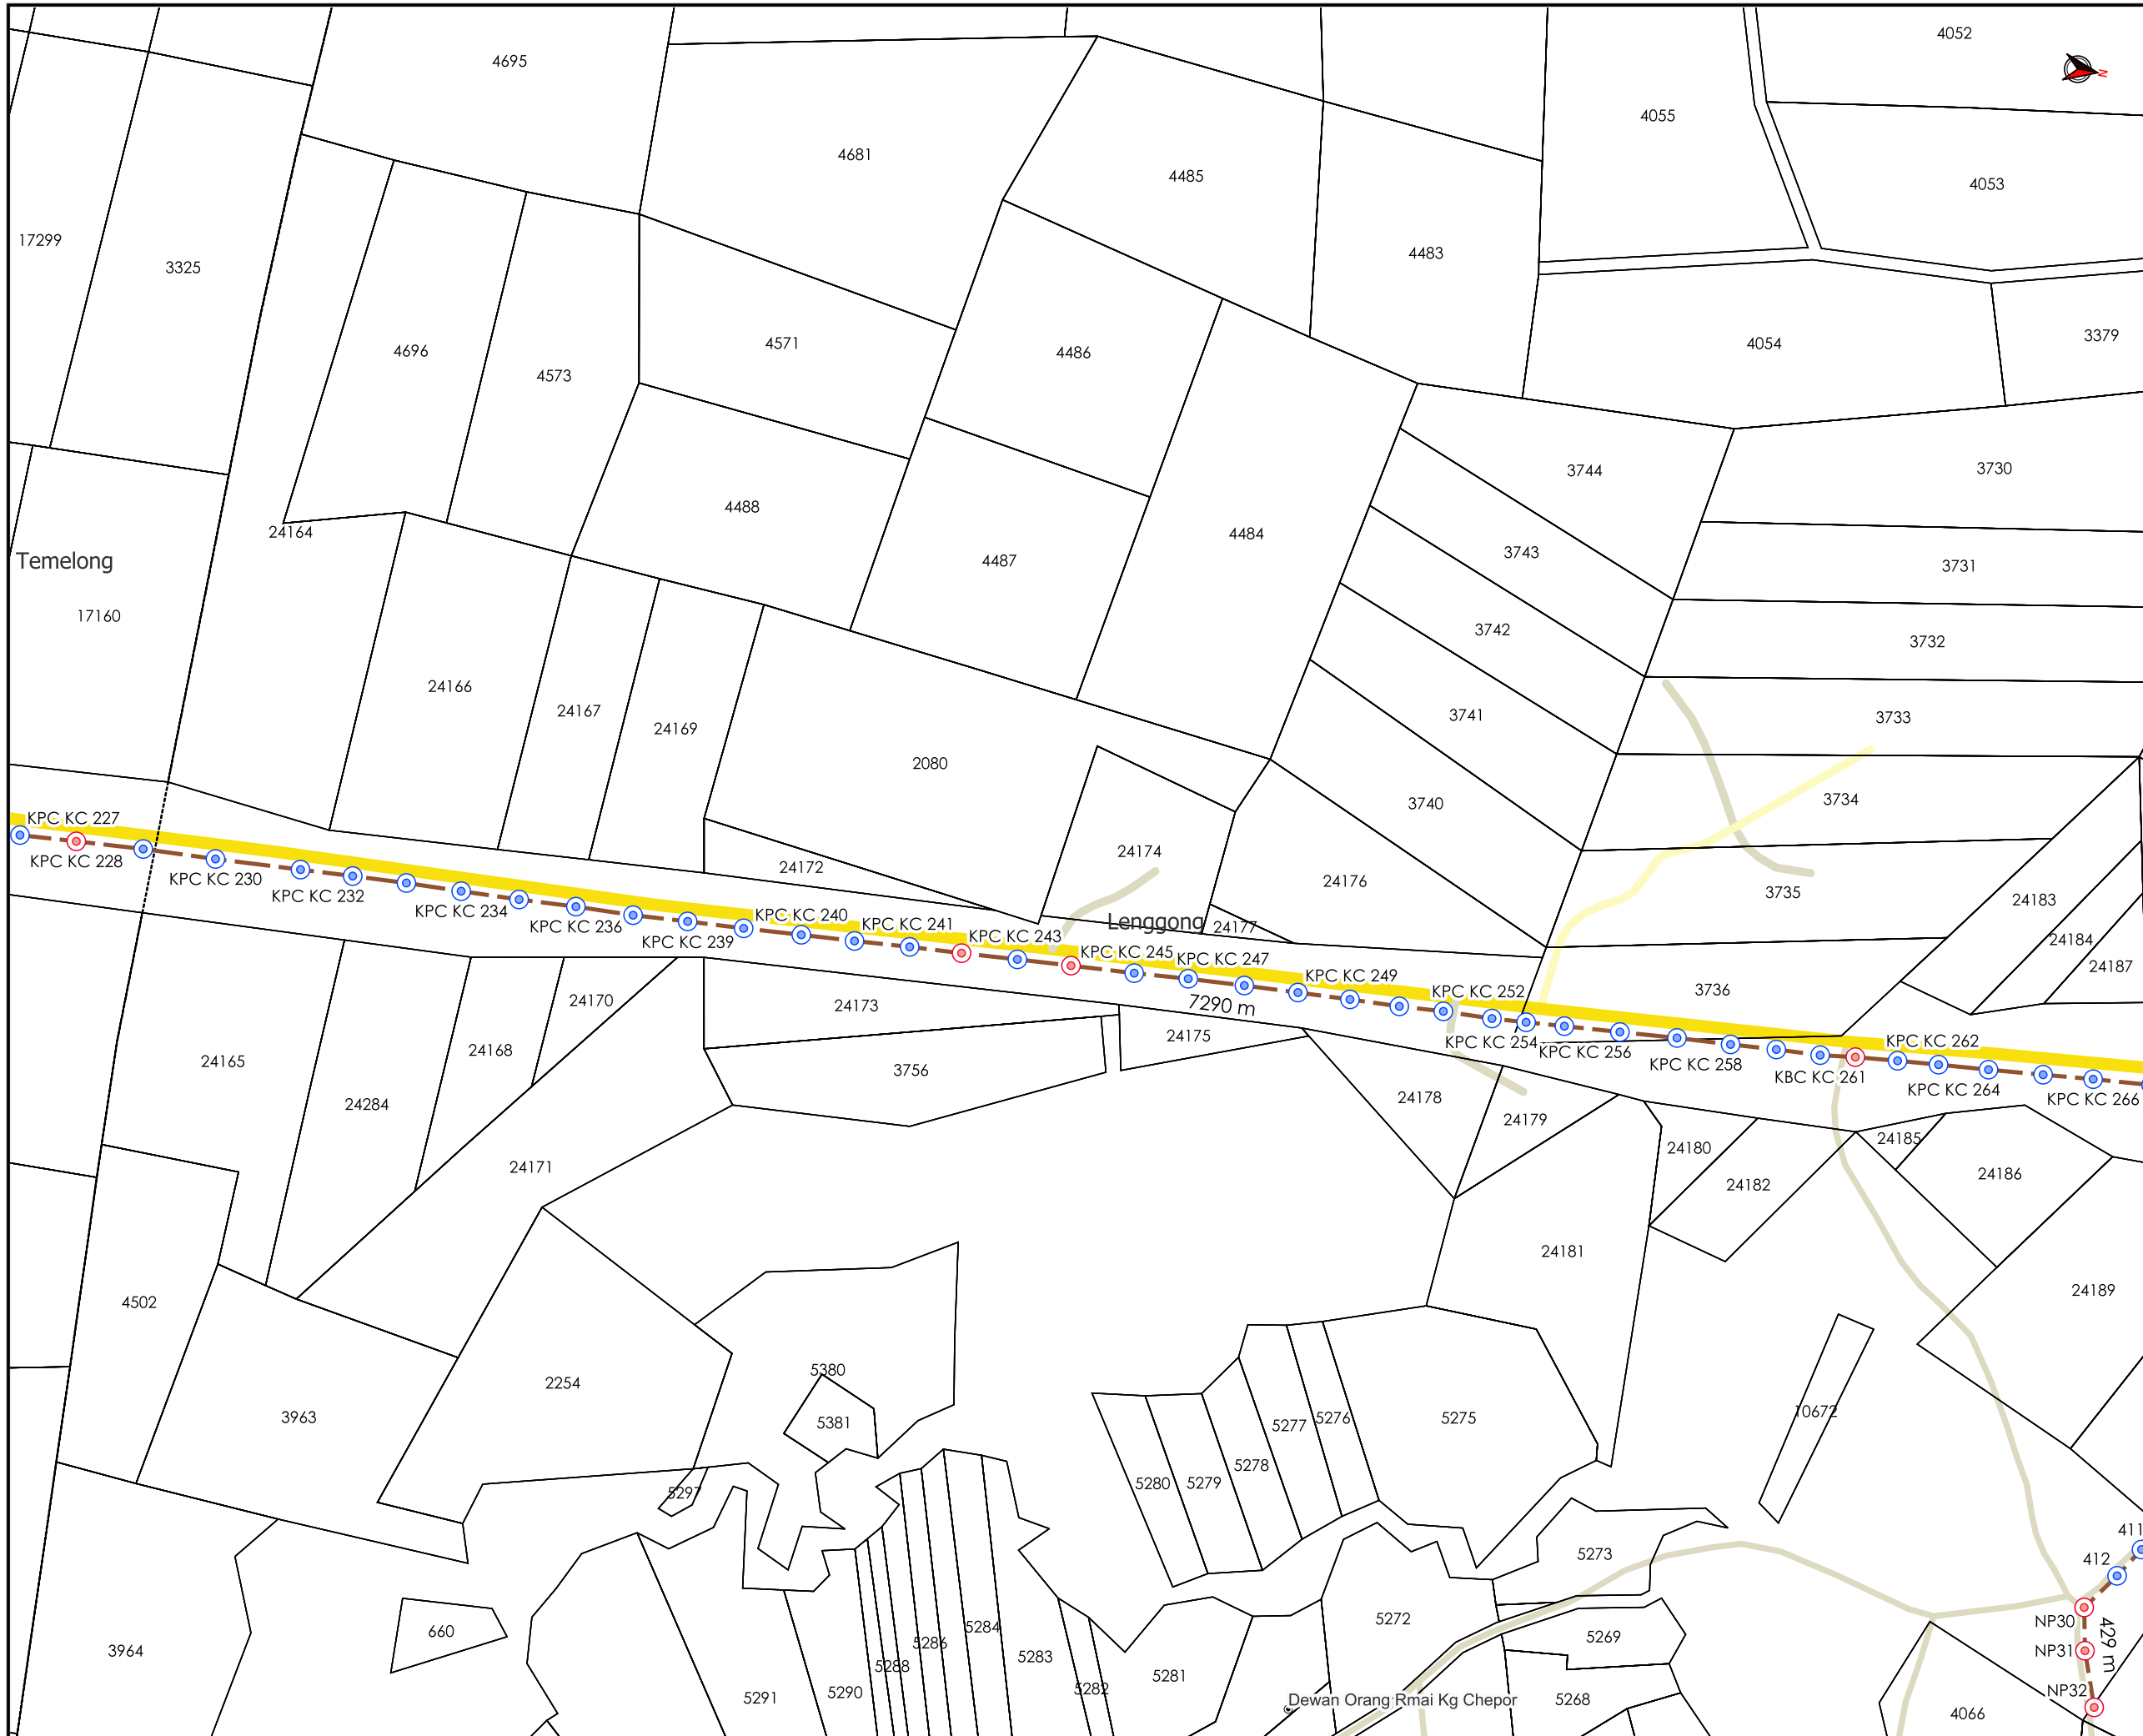 4052
4695
N
4055
4681
4485
4053
17299
4483
3325
4571
4054
3379
4696
4486
4573
3744
3730
4488
24164
4484
3743
Temelong
4487
3731
17160
3742
3732
24166
24167
3741
3733
24169
2080
3734
3740
KPC KC 227
24174
KPC KC 228
24172
24176
KPC KC 230
3735
KPC KC 232
24183
KPC KC 234
KPC KC 240
KPC KC 236
KPC KC 241
Lenggong
24177
KPC KC 239
KPC KC 243
24184
KPC KC 245
KPC KC 247
24187
KPC KC 249
3736
KPC KC 252
24170
24173
7290 m
24175
KPC KC 254
KPC KC 262
24168
KPC KC 256
24165
KPC KC 258
3756
KBC KC 261
KPC KC 264
24178
KPC KC 266
24284
24179
24185
24180
24171
24186
24182
24181
24189
4502
5380
2254
3963
5381
5277
5276
5275
10672
5278
5280
5279
5297
411
5273
412
NP30
5272
660
5284
429 m
5269
5286
NP31
3964
5283
5288
5281
5282
NP32
5290
5291
Dewan Orang Rmai Kg Chepor
5268
4066